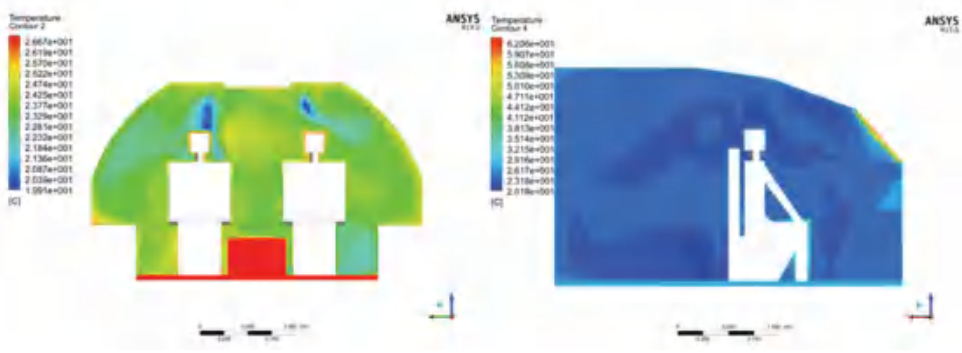 Temperature
Contour 2
2.667e+001
2.619e+001
2.570e+001
2.522e+001
2.474e+001
2.425e+001
2.377e+001
2.329e+001
2.281e+001
2.232e+001
2.184e+001
2.136e+001
2.087e+001
2.039e+001
1.991e+001
[C]
ANSYS
Temperature
Contour 4
6.206e+001
5.907e+001
5.608e+001
5.309e+001
5.010e+001
4.711e+001
4.412e+001
4.112e+001
3.813e+001
3.514e+001
3.215e+001
2.916e+001
2.617e+001
2.318e+001
2.019e+001
[C]
ANSYS